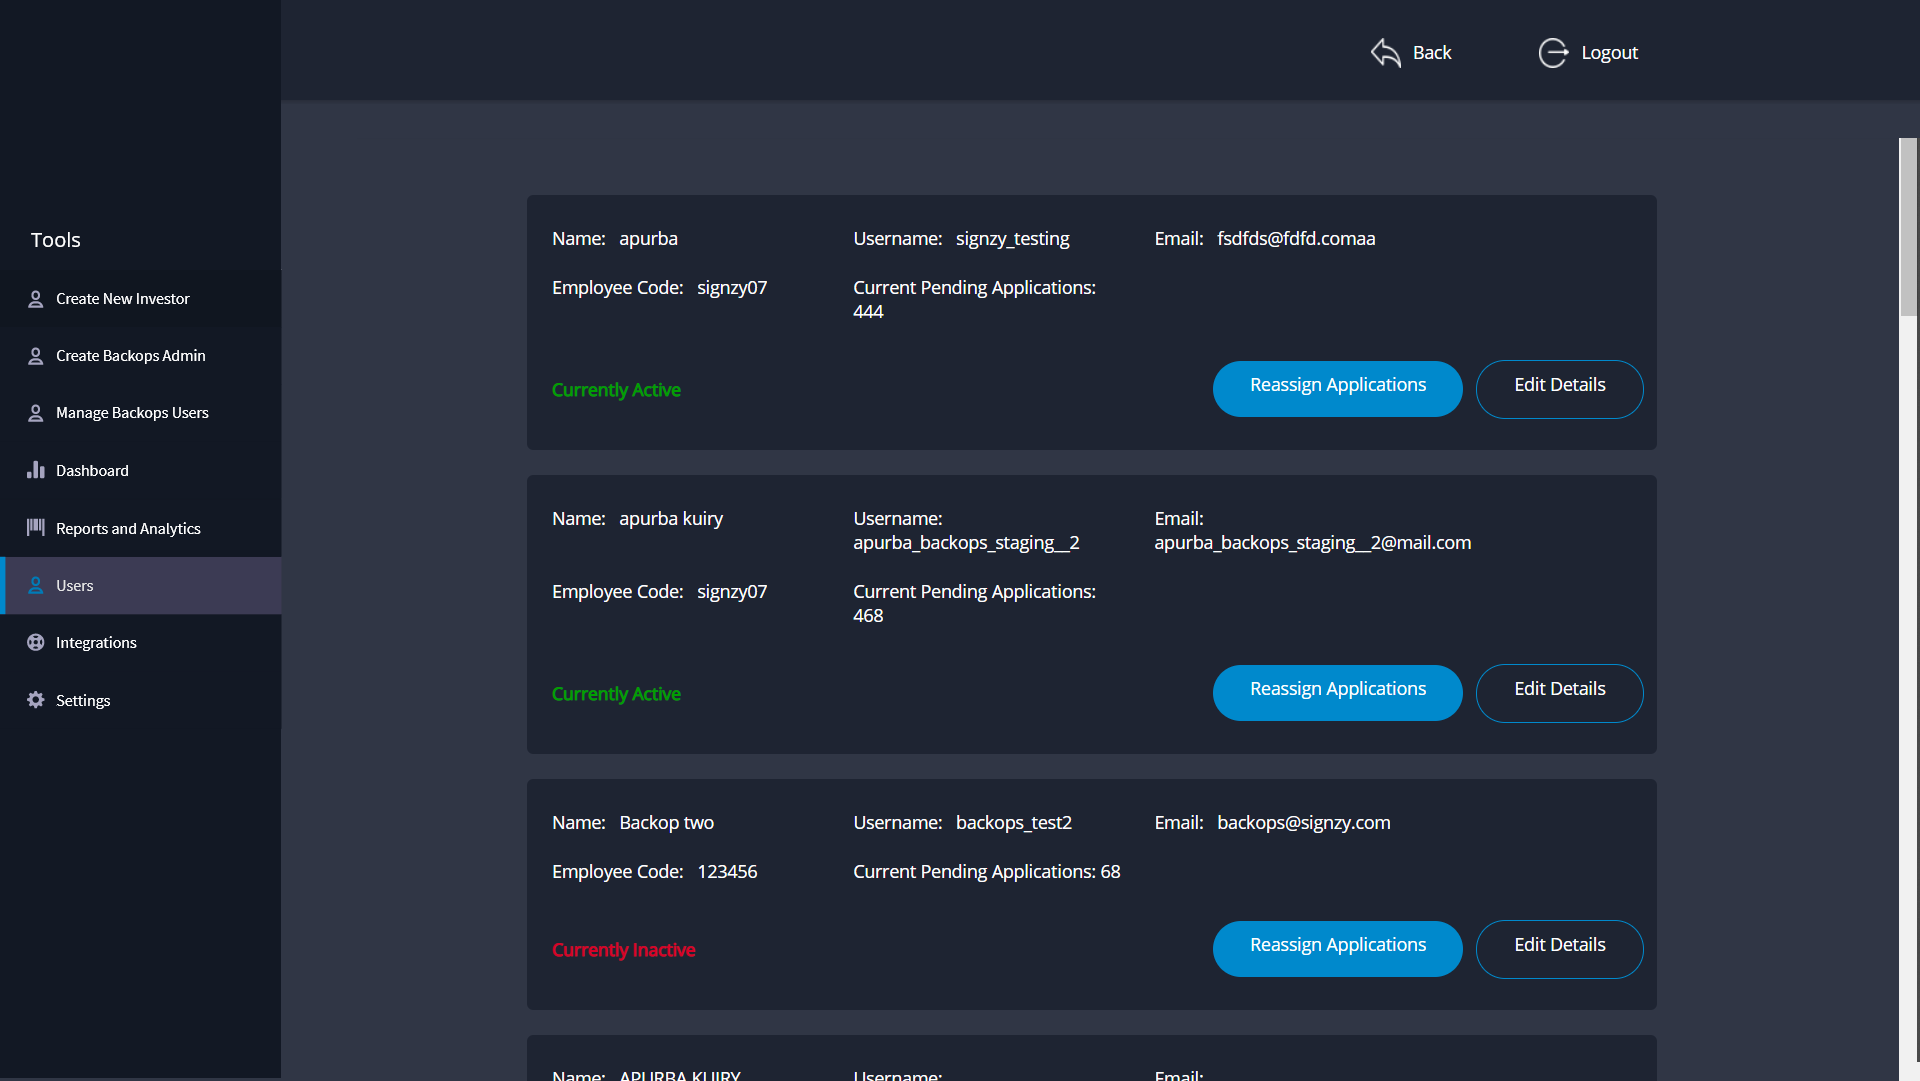 Back
Logout
Tools
Create New Investor
Create Backops Admin
Manage Backops Users
Dashboard
Reports and Analytics
Users
Integrations
Settings
Name: apurba
Username: signzy_testing
Email: fsdfds@fdfd.comaa
Employee Code: signzy07
Current Pending Applications:
444
Currently Active
Reassign Applications
Edit Details
Name: apurba kuiry
Username:
apurba_backops_staging__2
Email:
apurba_backops_staging__2@mail.com
Employee Code: signzy07
Current Pending Applications:
468
Currently Active
Reassign Applications
Edit Details
Name: Backop two
Username: backops_test2
Email: backops@signzy.com
Employee Code: 123456
Current Pending Applications: 68
Currently Inactive
Reassign Applications
Edit Details
Name: APURBA KUIRY
Username:
Email: